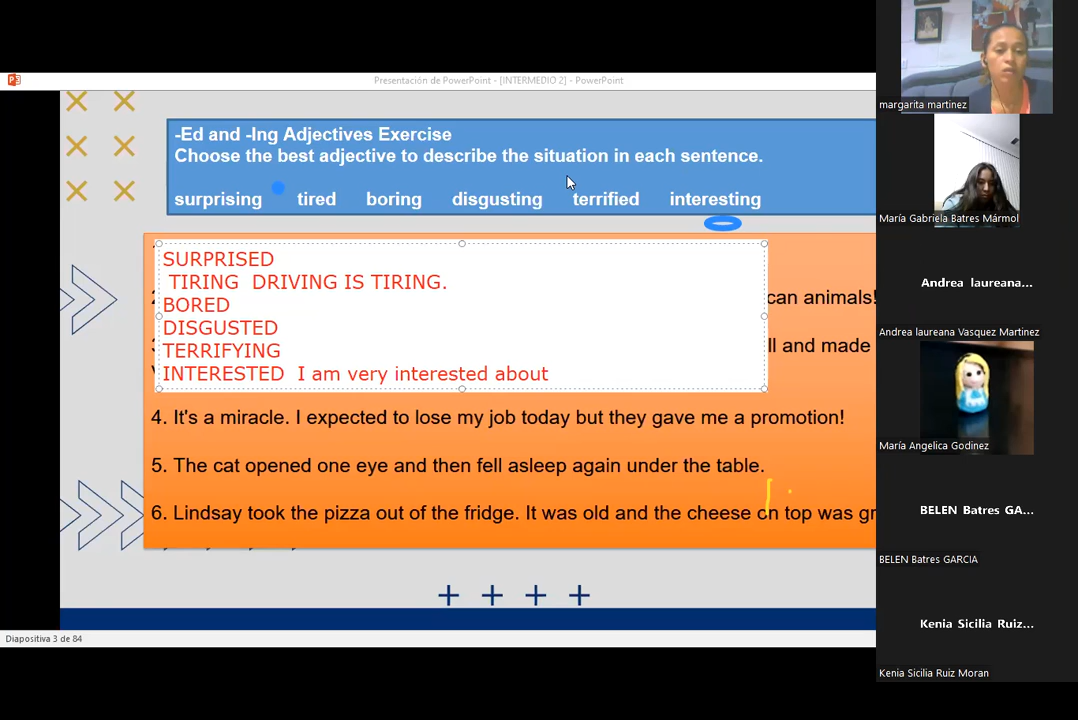 Presentación de PowerPoint - [INTERMEDIO 2] - PowerPoint
-Ed and -Ing Adjectives Exercise
Choose the best adjective to describe the situation in each sentence.
surprising tired boring disgusting terrified interesting
SURPRISED
TIRING DRIVING IS TIRING.
BORED
DISGUSTED
TERRIFYING
INTERESTED I am very interested about
can animals!
ll and made
4. It's a miracle. I expected to lose my job today but they gave me a promotion!
5. The cat opened one eye and then fell asleep again under the table.
6. Lindsay took the pizza out of the fridge. It was old and the cheese on top was gr
Diapositiva 3 de 84
margarita martinez
María Gabriela Batres Mármol
Andrea laureana...
Andrea laureana Vasquez Martinez
María Angelica Godinez
BELEN Batres GA...
BELEN Batres GARCIA
Kenia Sicilia Ruiz...
Kenia Sicilia Ruiz Moran